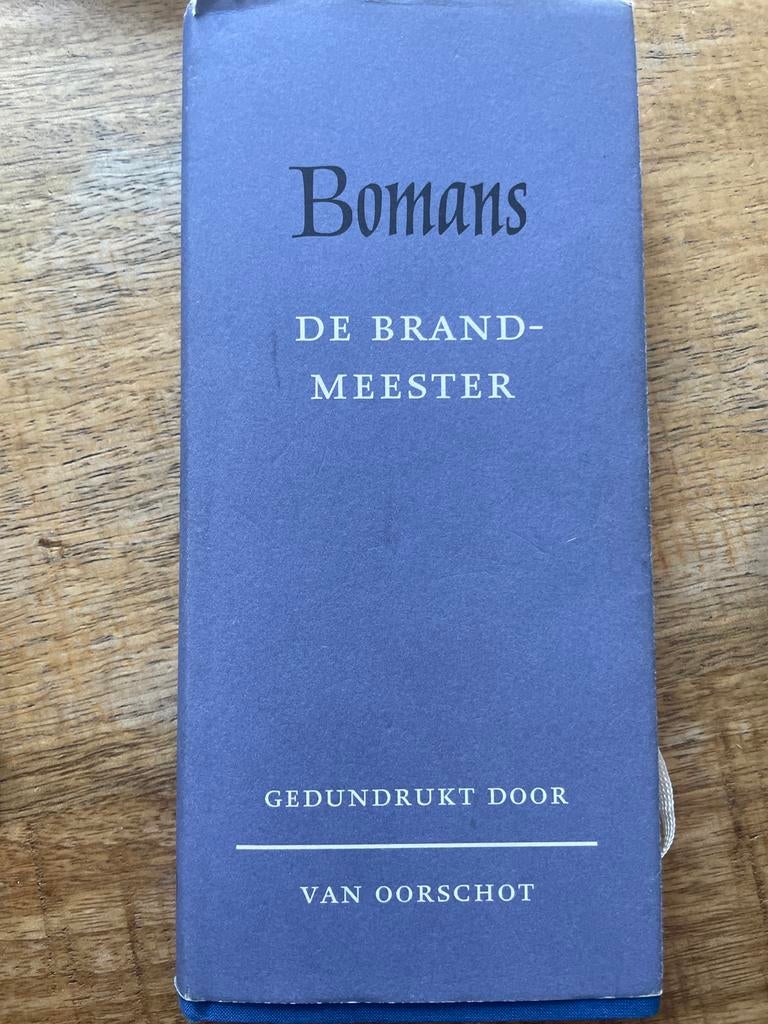 Bomans
DE BRAND-
MEESTER
GEDUNDRUKT DOOR
VAN OORSCHOT